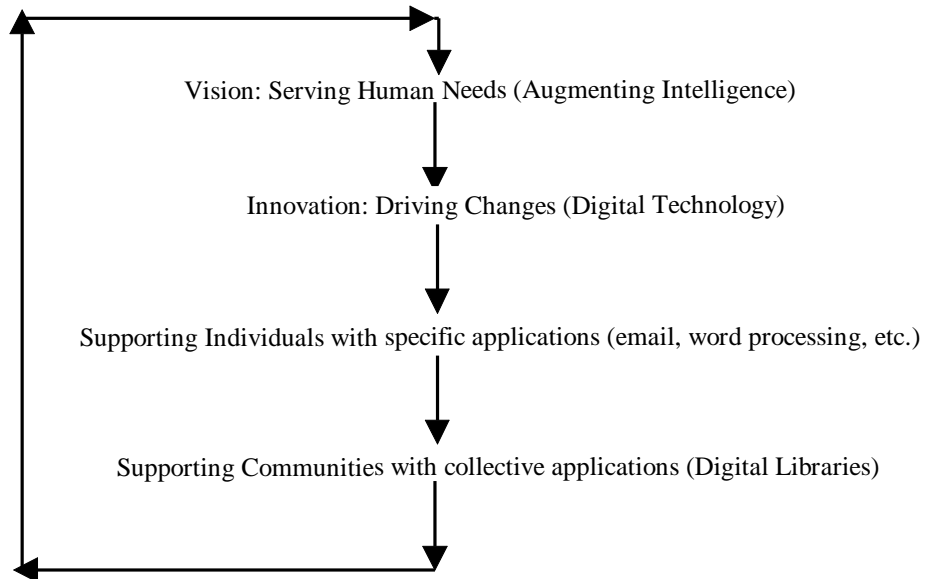 Vision: Serving Human Needs (Augmenting Intelligence)
Innovation: Driving Changes (Digital Technology)
Supporting Individuals with specific applications (email, word processing, etc.)
Supporting Communities with collective applications (Digital Libraries)